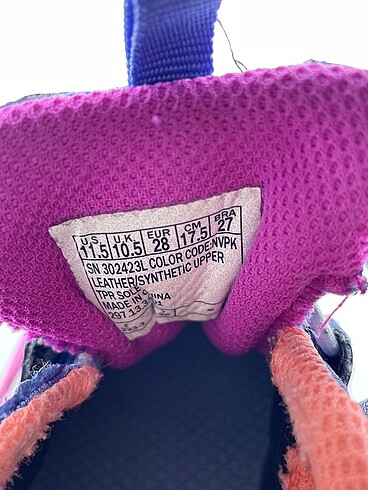 U.S. U.K. EUR CM BRA
11.5 10.5 28 17.5 27
SN 302423L COLOR CODE:NVPK
LEATHER/SYNTHETIC UPPER
TPR SOLE
MADE IN